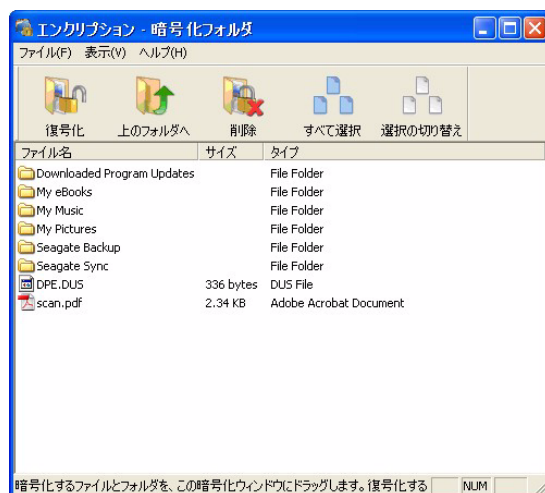 エンクリプション - 暗号化フォルダ
ファイル(F) 表示(V) ヘルプ(H)
復号化 上のフォルダへ 削除 すべて選択 選択の切り替え
ファイル名 サイズ タイプ
Downloaded Program Updates File Folder
My eBooks File Folder
My Music File Folder
My Pictures File Folder
Seagate Backup File Folder
Seagate Sync File Folder
DPE.DUS 336 bytes DUS File
scan.pdf 2.34 KB Adobe Acrobat Document
暗号化するファイルとフォルダを、この暗号化ウィンドウにドラッグします。復号化する NUM